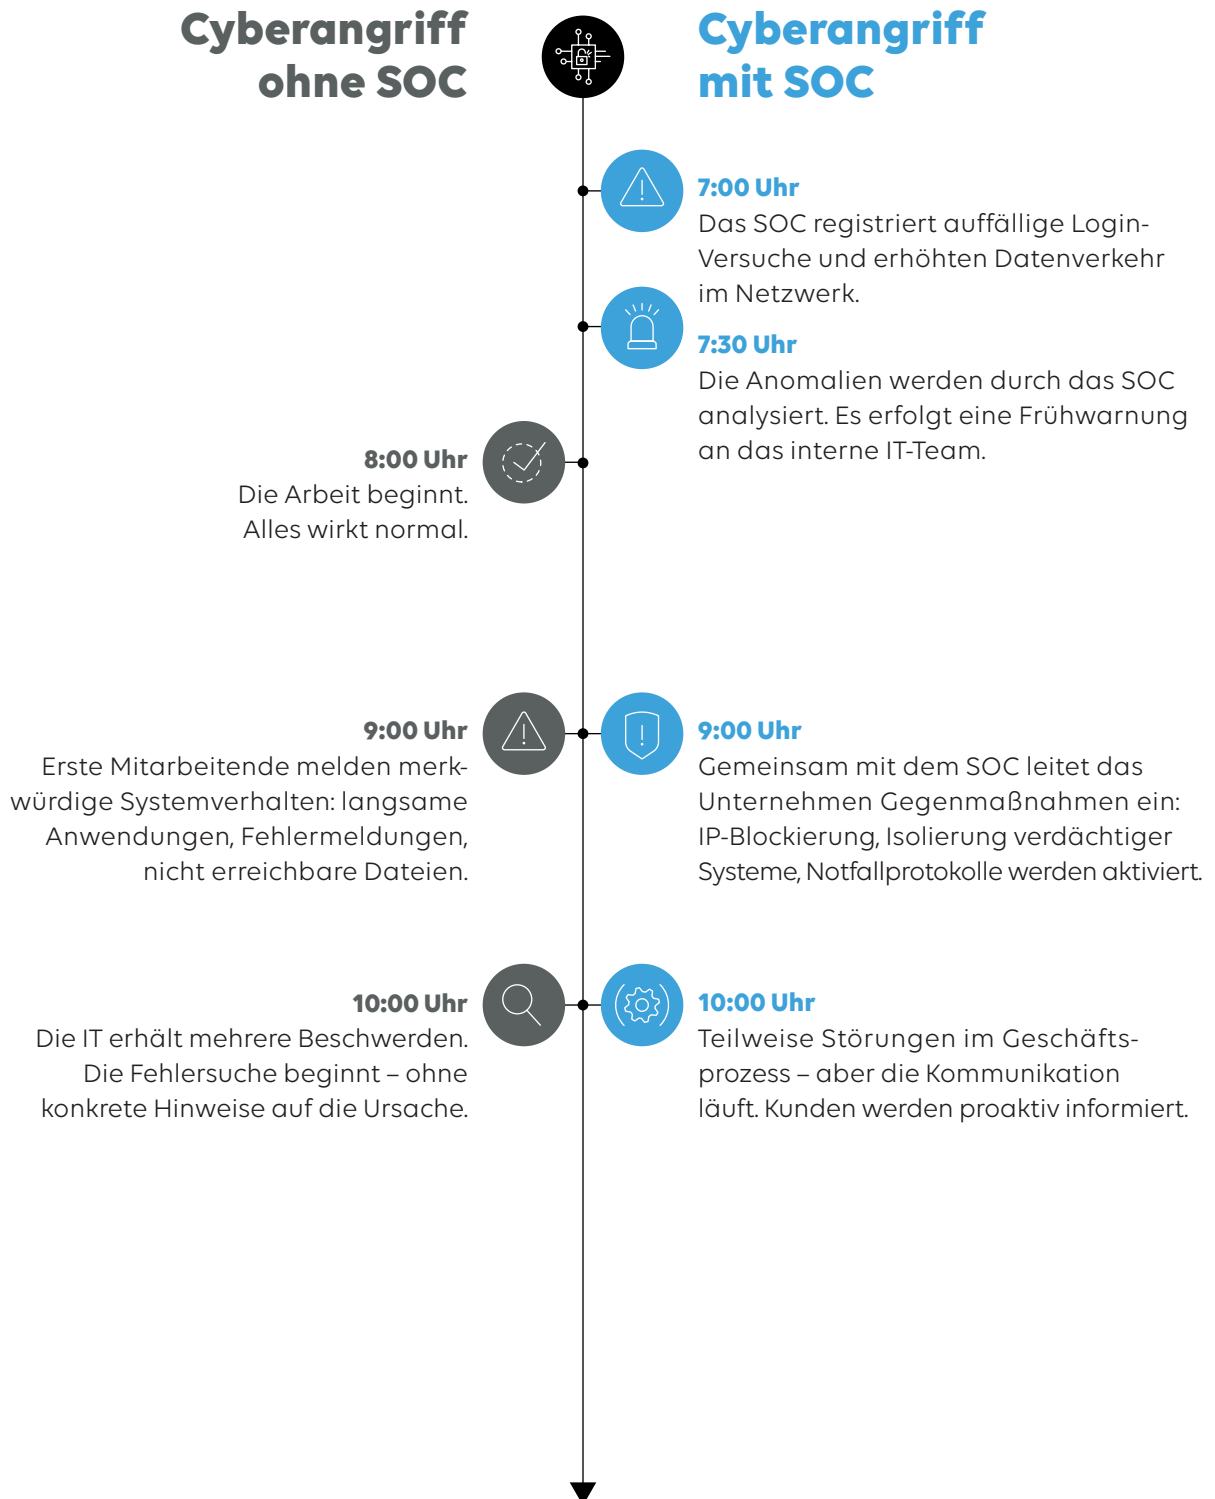 Cyberangriff
ohne SOC
Cyberangriff
mit SOC
7:00 Uhr
Das SOC registriert auffällige Login-
Versuche und erhöhten Datenverkehr
im Netzwerk.
7:30 Uhr
Die Anomalien werden durch das SOC
analysiert. Es erfolgt eine Frühwarnung
an das interne IT-Team.
8:00 Uhr
Die Arbeit beginnt.
Alles wirkt normal.
9:00 Uhr
Erste Mitarbeitende melden merk-
würdige Systemverhalten: langsame
Anwendungen, Fehlermeldungen,
nicht erreichbare Dateien.
9:00 Uhr
Gemeinsam mit dem SOC leitet das
Unternehmen Gegenmaßnahmen ein:
IP-Blockierung, Isolierung verdächtiger
Systeme, Notfallprotokolle werden aktiviert.
10:00 Uhr
Die IT erhält mehrere Beschwerden.
Die Fehlersuche beginnt – ohne
konkrete Hinweise auf die Ursache.
10:00 Uhr
Teilweise Störungen im Geschäfts-
prozess – aber die Kommunikation
läuft. Kunden werden proaktiv informiert.